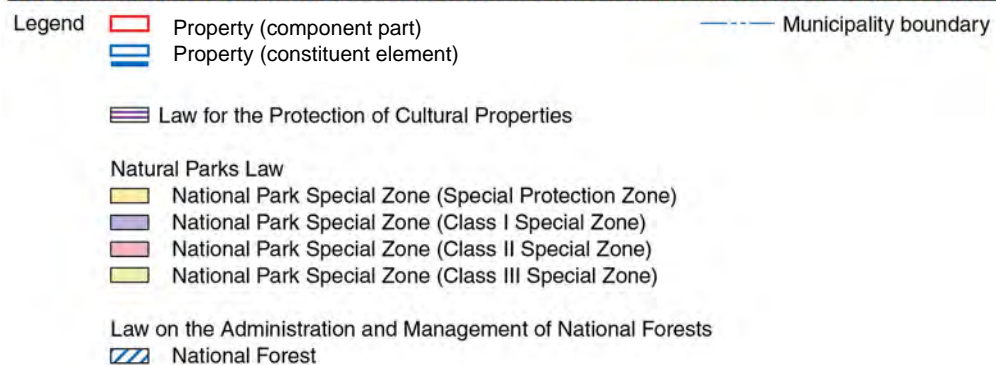 Legend Property (component part) Municipality boundary
Property (constituent element)
Law for the Protection of Cultural Properties
Natural Parks Law
National Park Special Zone (Special Protection Zone)
National Park Special Zone (Class I Special Zone)
National Park Special Zone (Class II Special Zone)
National Park Special Zone (Class III Special Zone)
Law on the Administration and Management of National Forests
National Forest